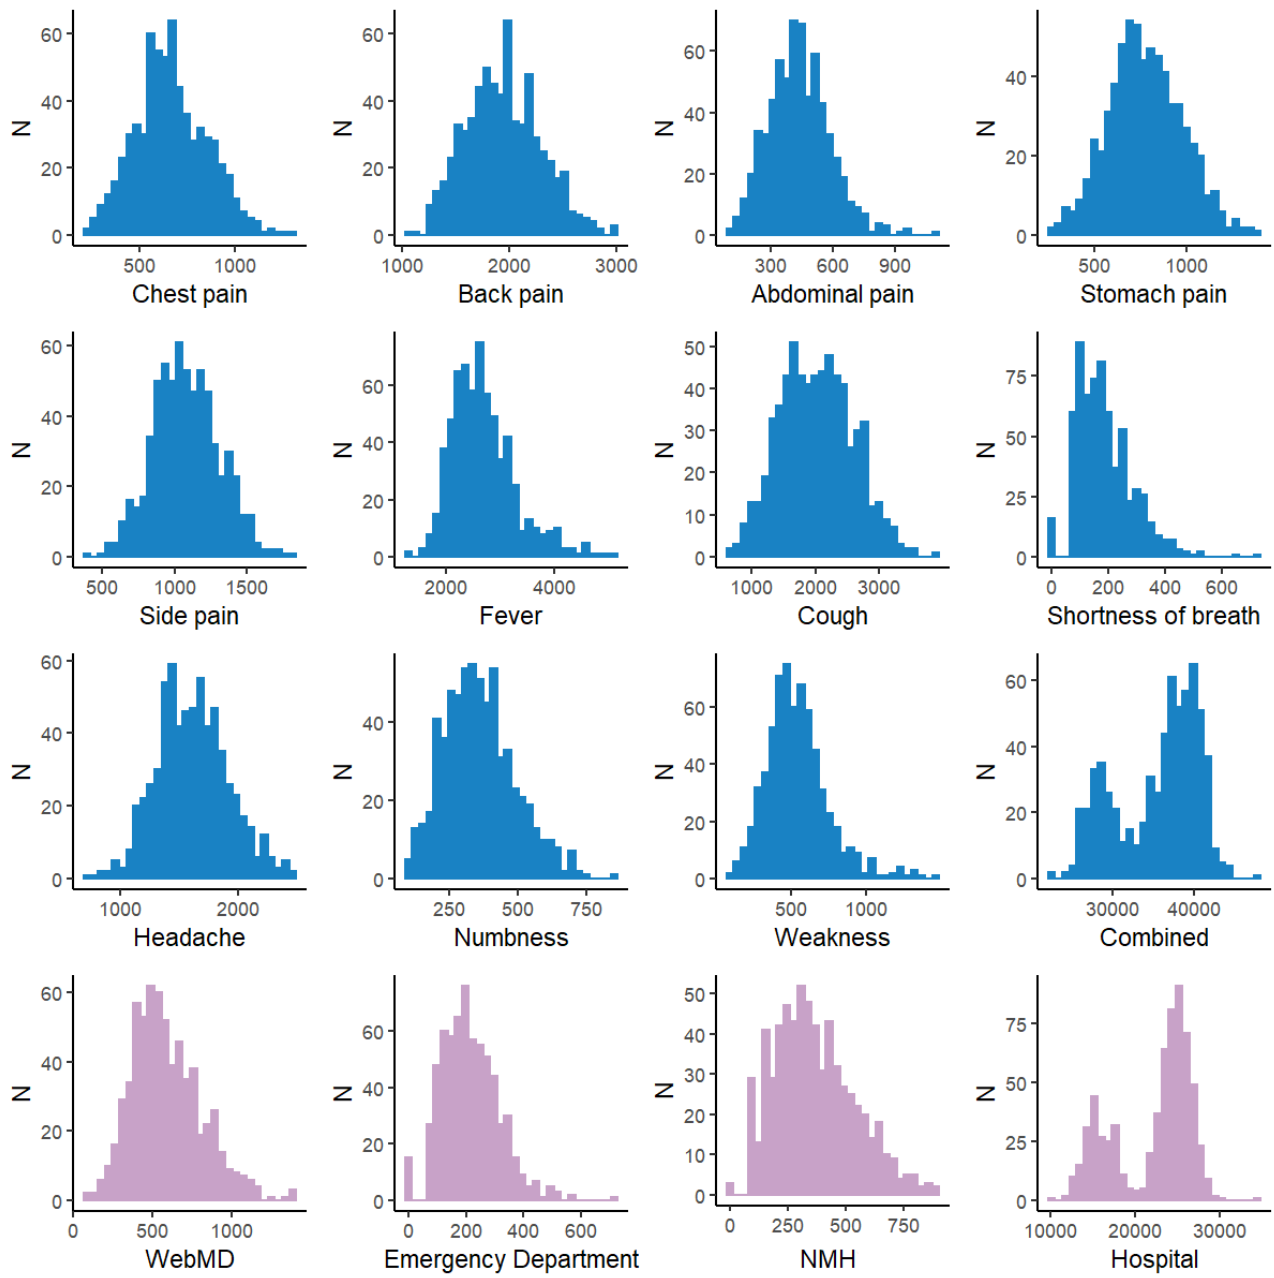 60
40
20
0
N
500 1000
Chest pain
60
40
20
0
N
1000 2000 3000
Back pain
60
40
20
0
N
300 600 900
Abdominal pain
40
20
0
N
500 1000
Stomach pain
60
40
20
0
N
500 1000 1500
Side pain
60
40
20
0
N
2000 4000
Fever
50
40
30
20
10
0
N
1000 2000 3000
Cough
75
50
25
0
N
0 200 400 600
Shortness of breath
60
40
20
0
N
1000 2000
Headache
40
20
0
N
250 500 750
Numbness
60
40
20
0
N
500 1000
Weakness
60
40
20
0
N
30000 40000
Combined
60
40
20
0
N
0 500 1000
WebMD
60
40
20
0
N
0 200 400 600
Emergency Department
50
40
30
20
10
0
N
0 250 500 750
NMH
75
50
25
0
N
10000 20000 30000
Hospital